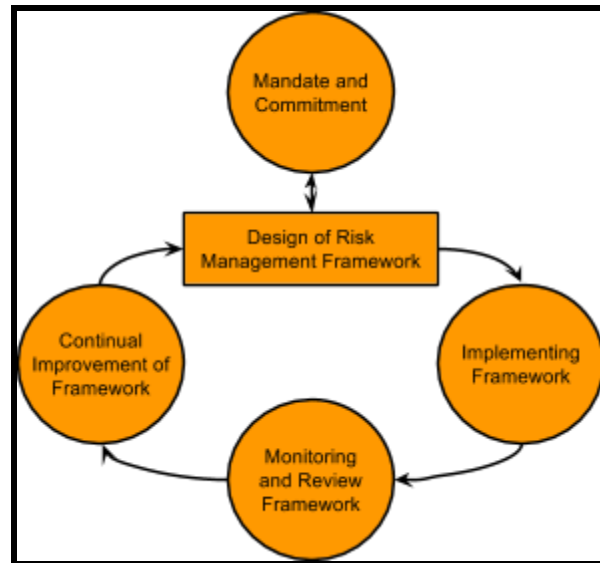 Mandate and
Commitment
Design of Risk
Management Framework
Continual
Improvement of
Framework
Implementing
Framework
Monitoring
and Review
Framework